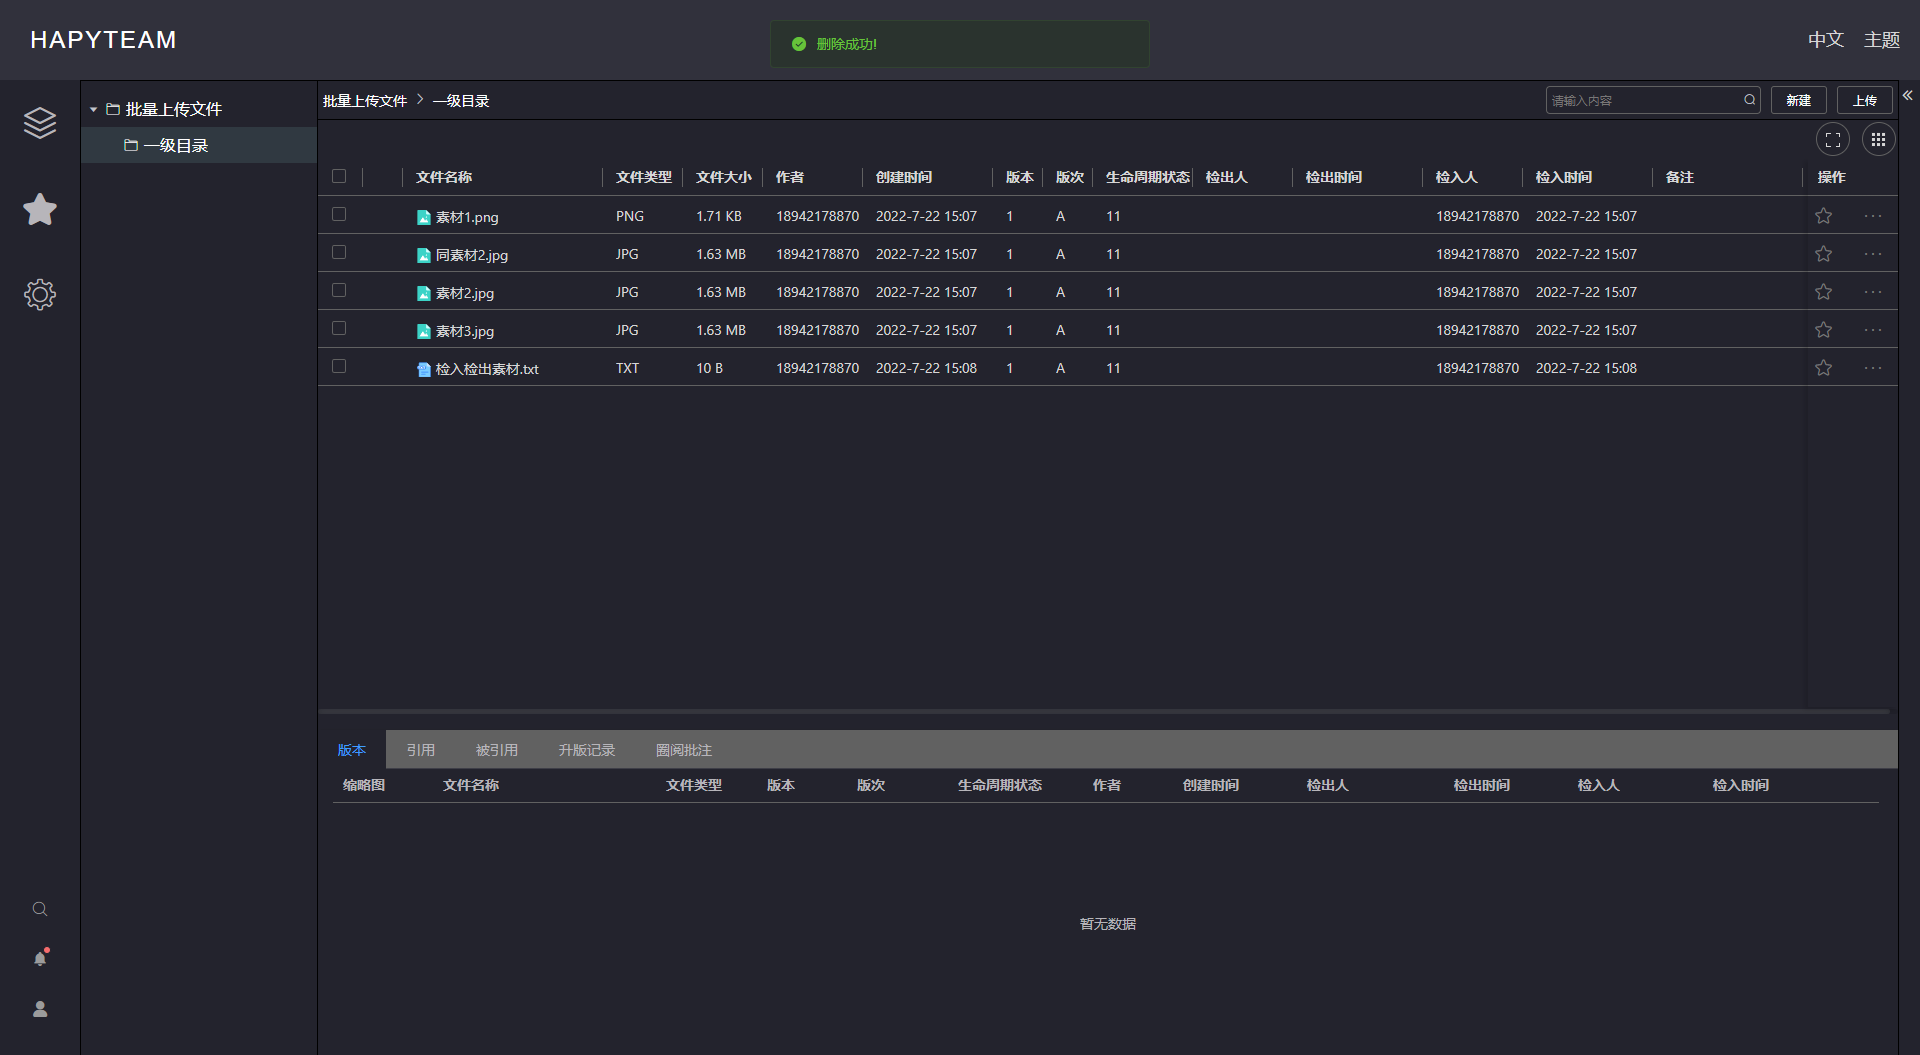 HAPYTEAM
删除成功!
中文 主题
批量上传文件
一级目录
批量上传文件 > 一级目录
请输入内容 新建 上传
文件名称 文件类型 文件大小 作者 创建时间 版本 版次 生命周期状态 检出人 检出时间 检入人 检入时间 备注 操作
素材1.png PNG 1.71 KB 18942178870 2022-7-22 15:07 1 A 11 18942178870 2022-7-22 15:07
同素材2.jpg JPG 1.63 MB 18942178870 2022-7-22 15:07 1 A 11 18942178870 2022-7-22 15:07
素材2.jpg JPG 1.63 MB 18942178870 2022-7-22 15:07 1 A 11 18942178870 2022-7-22 15:07
素材3.jpg JPG 1.63 MB 18942178870 2022-7-22 15:07 1 A 11 18942178870 2022-7-22 15:07
检入检出素材.txt TXT 10 B 18942178870 2022-7-22 15:08 1 A 11 18942178870 2022-7-22 15:08
版本 引用 被引用 升版记录 圈阅批注
缩略图 文件名称 文件类型 版本 版次 生命周期状态 作者 创建时间 检出人 检出时间 检入人 检入时间
暂无数据